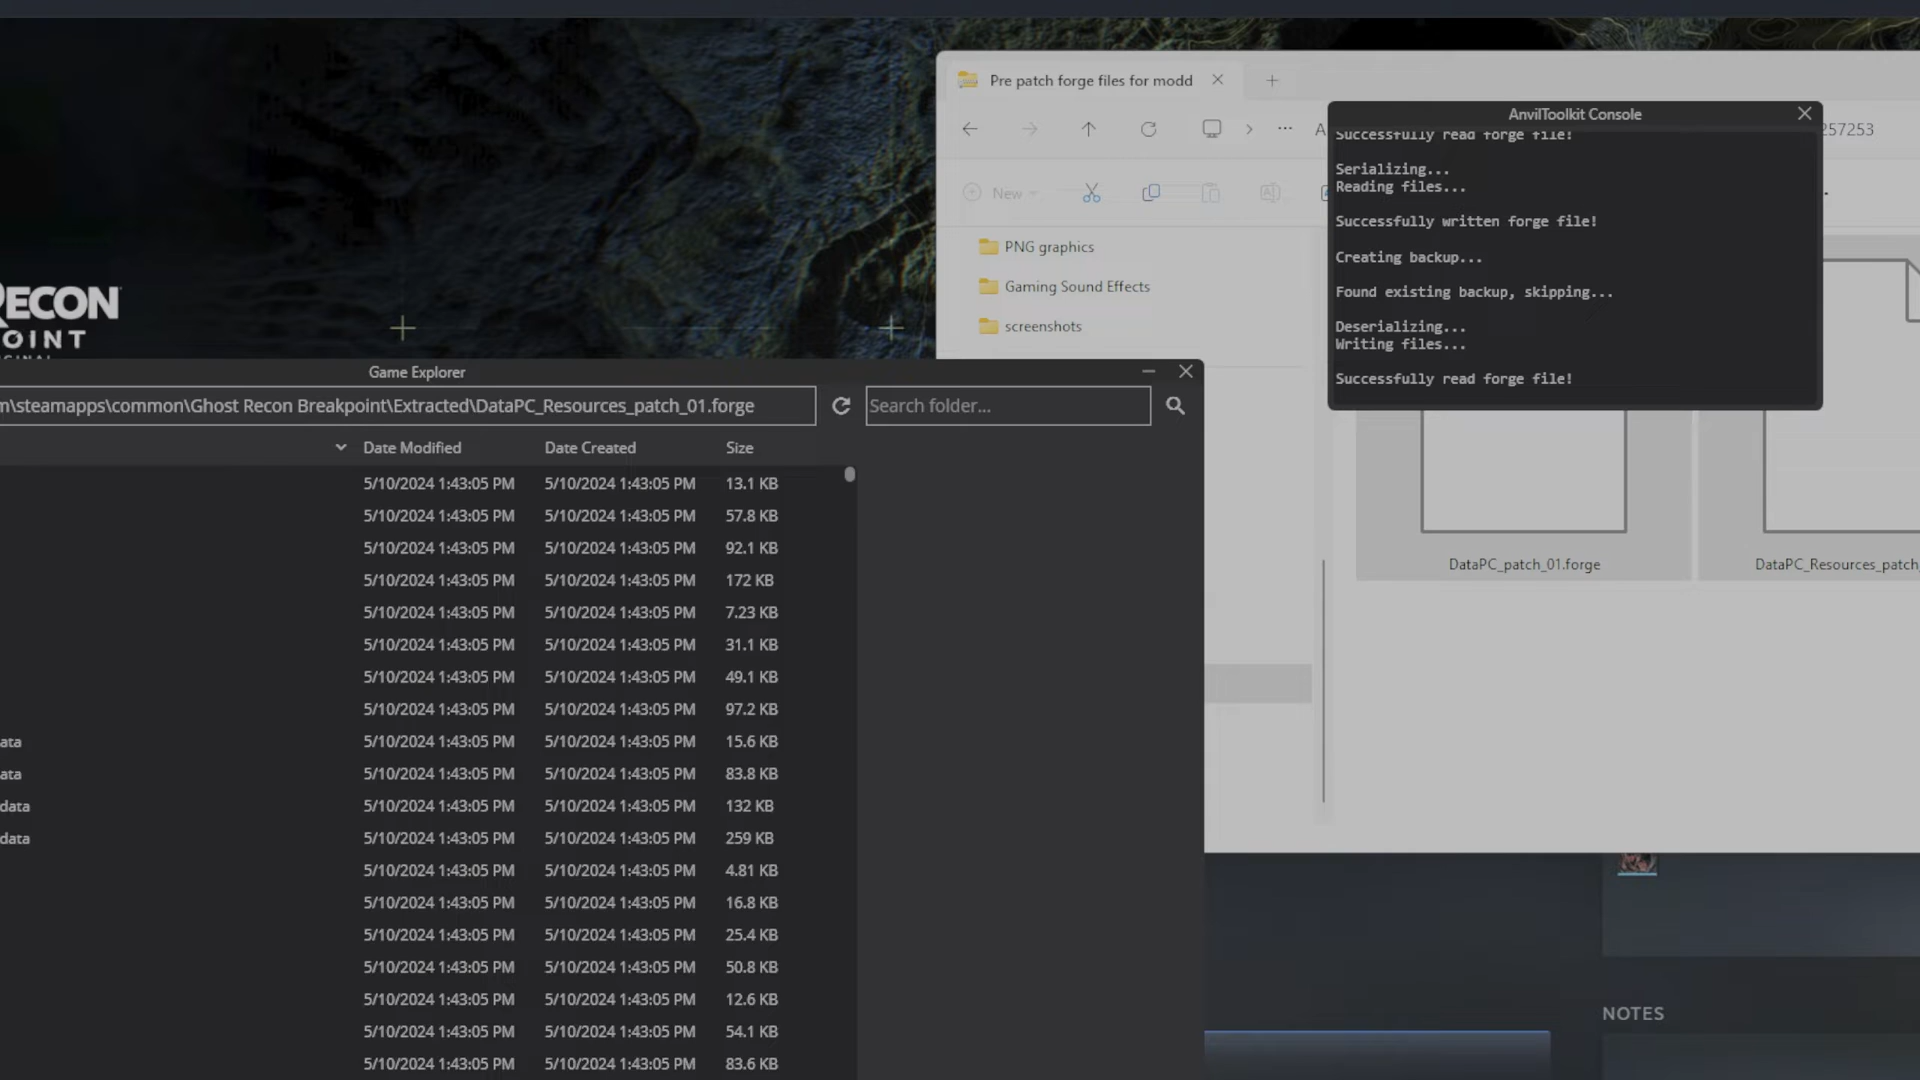 Pre patch forge files for modd
AnvilToolkit Console
257253
Successfully read forge file!
Serializing...
Reading files...
Successfully written forge file!
Creating backup...
Found existing backup, skipping...
Deserializing...
Writing files...
Successfully read forge file!
New
PNG graphics
Gaming Sound Effects
screenshots
RECON
POINT
Game Explorer
m\steamapps\common\Ghost Recon Breakpoint\Extracted\DataPC_Resources_patch_01.forge
Search folder...
Date Modified Date Created Size
5/10/2024 1:43:05 PM 5/10/2024 1:43:05 PM 13.1 KB
5/10/2024 1:43:05 PM 5/10/2024 1:43:05 PM 57.8 KB
5/10/2024 1:43:05 PM 5/10/2024 1:43:05 PM 92.1 KB
5/10/2024 1:43:05 PM 5/10/2024 1:43:05 PM 172 KB
5/10/2024 1:43:05 PM 5/10/2024 1:43:05 PM 7.23 KB
5/10/2024 1:43:05 PM 5/10/2024 1:43:05 PM 31.1 KB
5/10/2024 1:43:05 PM 5/10/2024 1:43:05 PM 49.1 KB
5/10/2024 1:43:05 PM 5/10/2024 1:43:05 PM 97.2 KB
ata 5/10/2024 1:43:05 PM 5/10/2024 1:43:05 PM 15.6 KB
ata 5/10/2024 1:43:05 PM 5/10/2024 1:43:05 PM 83.8 KB
data 5/10/2024 1:43:05 PM 5/10/2024 1:43:05 PM 132 KB
data 5/10/2024 1:43:05 PM 5/10/2024 1:43:05 PM 259 KB
5/10/2024 1:43:05 PM 5/10/2024 1:43:05 PM 4.81 KB
5/10/2024 1:43:05 PM 5/10/2024 1:43:05 PM 16.8 KB
5/10/2024 1:43:05 PM 5/10/2024 1:43:05 PM 25.4 KB
5/10/2024 1:43:05 PM 5/10/2024 1:43:05 PM 50.8 KB
5/10/2024 1:43:05 PM 5/10/2024 1:43:05 PM 12.6 KB
5/10/2024 1:43:05 PM 5/10/2024 1:43:05 PM 54.1 KB
5/10/2024 1:43:05 PM 5/10/2024 1:43:05 PM 83.6 KB
DataPC_patch_01.forge
DataPC_Resources_patch_
NOTES